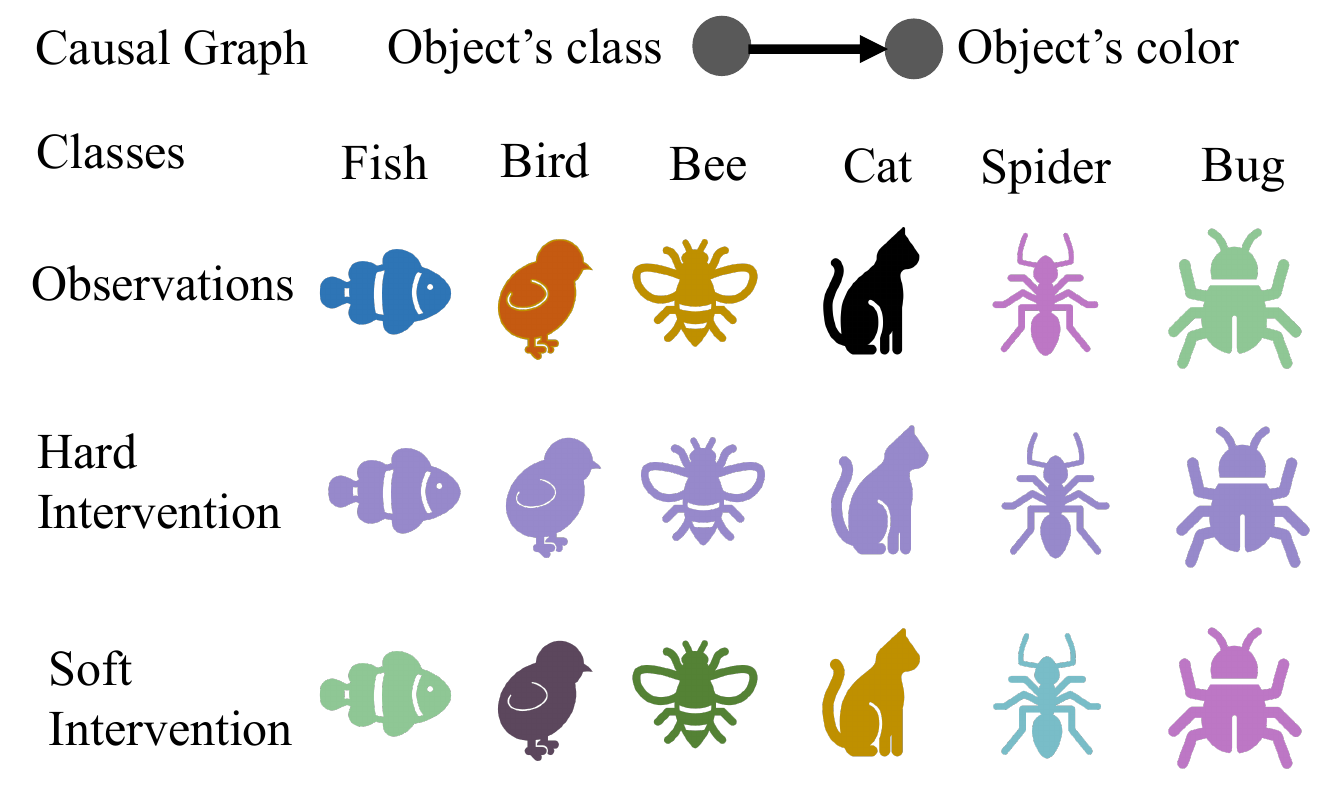 Causal Graph Object’s class Object’s color
Classes Fish Bird Bee Cat Spider Bug
Observations
Hard
Intervention
Soft
Intervention